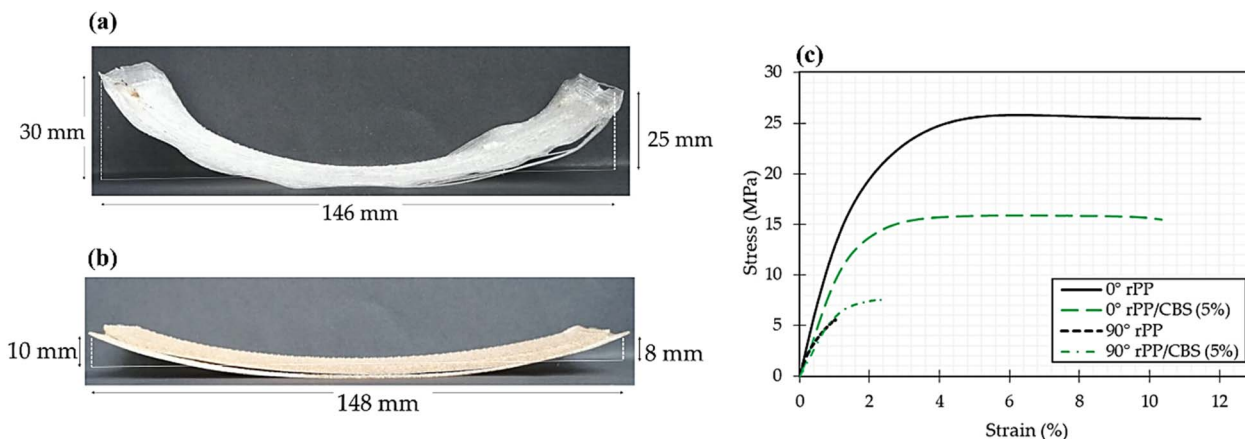 (a)
30 mm
25 mm
146 mm
(b)
10 mm
8 mm
148 mm
(c)
30
25
20
15
10
5
0
Stress (MPa)
0° rPP
0° rPP/CBS (5%)
90° rPP
90° rPP/CBS (5%)
0 2 4 6 8 10 12
Strain (%)